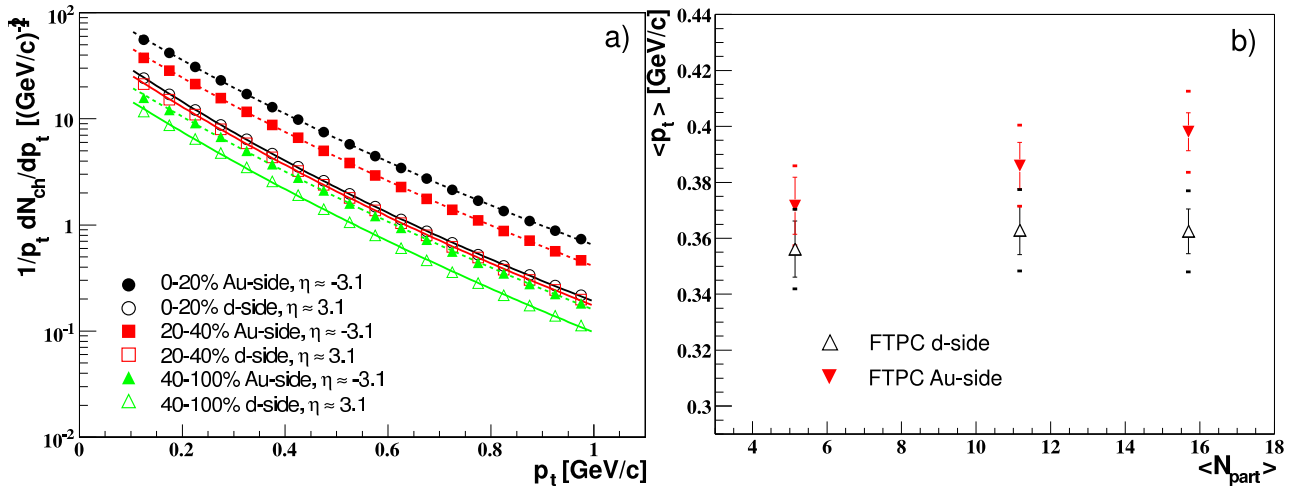 1/p_t dN_ch/dp_t [(GeV/c)^-2]
10^2
10
1
10^-1
10^-2
a)
0-20% Au-side, η ≈ -3.1
0-20% d-side, η ≈ 3.1
20-40% Au-side, η ≈ -3.1
20-40% d-side, η ≈ 3.1
40-100% Au-side, η ≈ -3.1
40-100% d-side, η ≈ 3.1
0 0.2 0.4 0.6 0.8 1
p_t [GeV/c]
<p_t> [GeV/c]
0.44
0.42
0.4
0.38
0.36
0.34
0.32
0.3
b)
FTPC d-side
FTPC Au-side
4 6 8 10 12 14 16 18
<N_part>